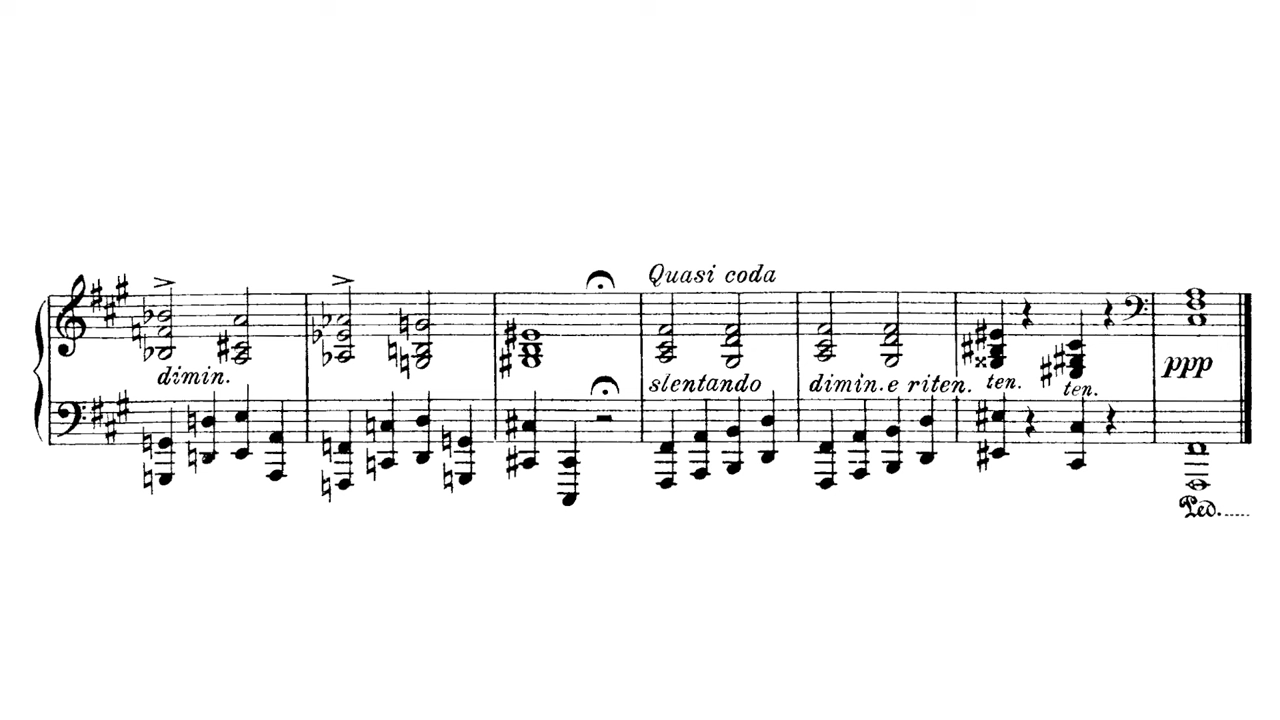 Quasi coda
dimin.
slentando
dimin. e riten.
ten.
ten.
ppp
Ped.